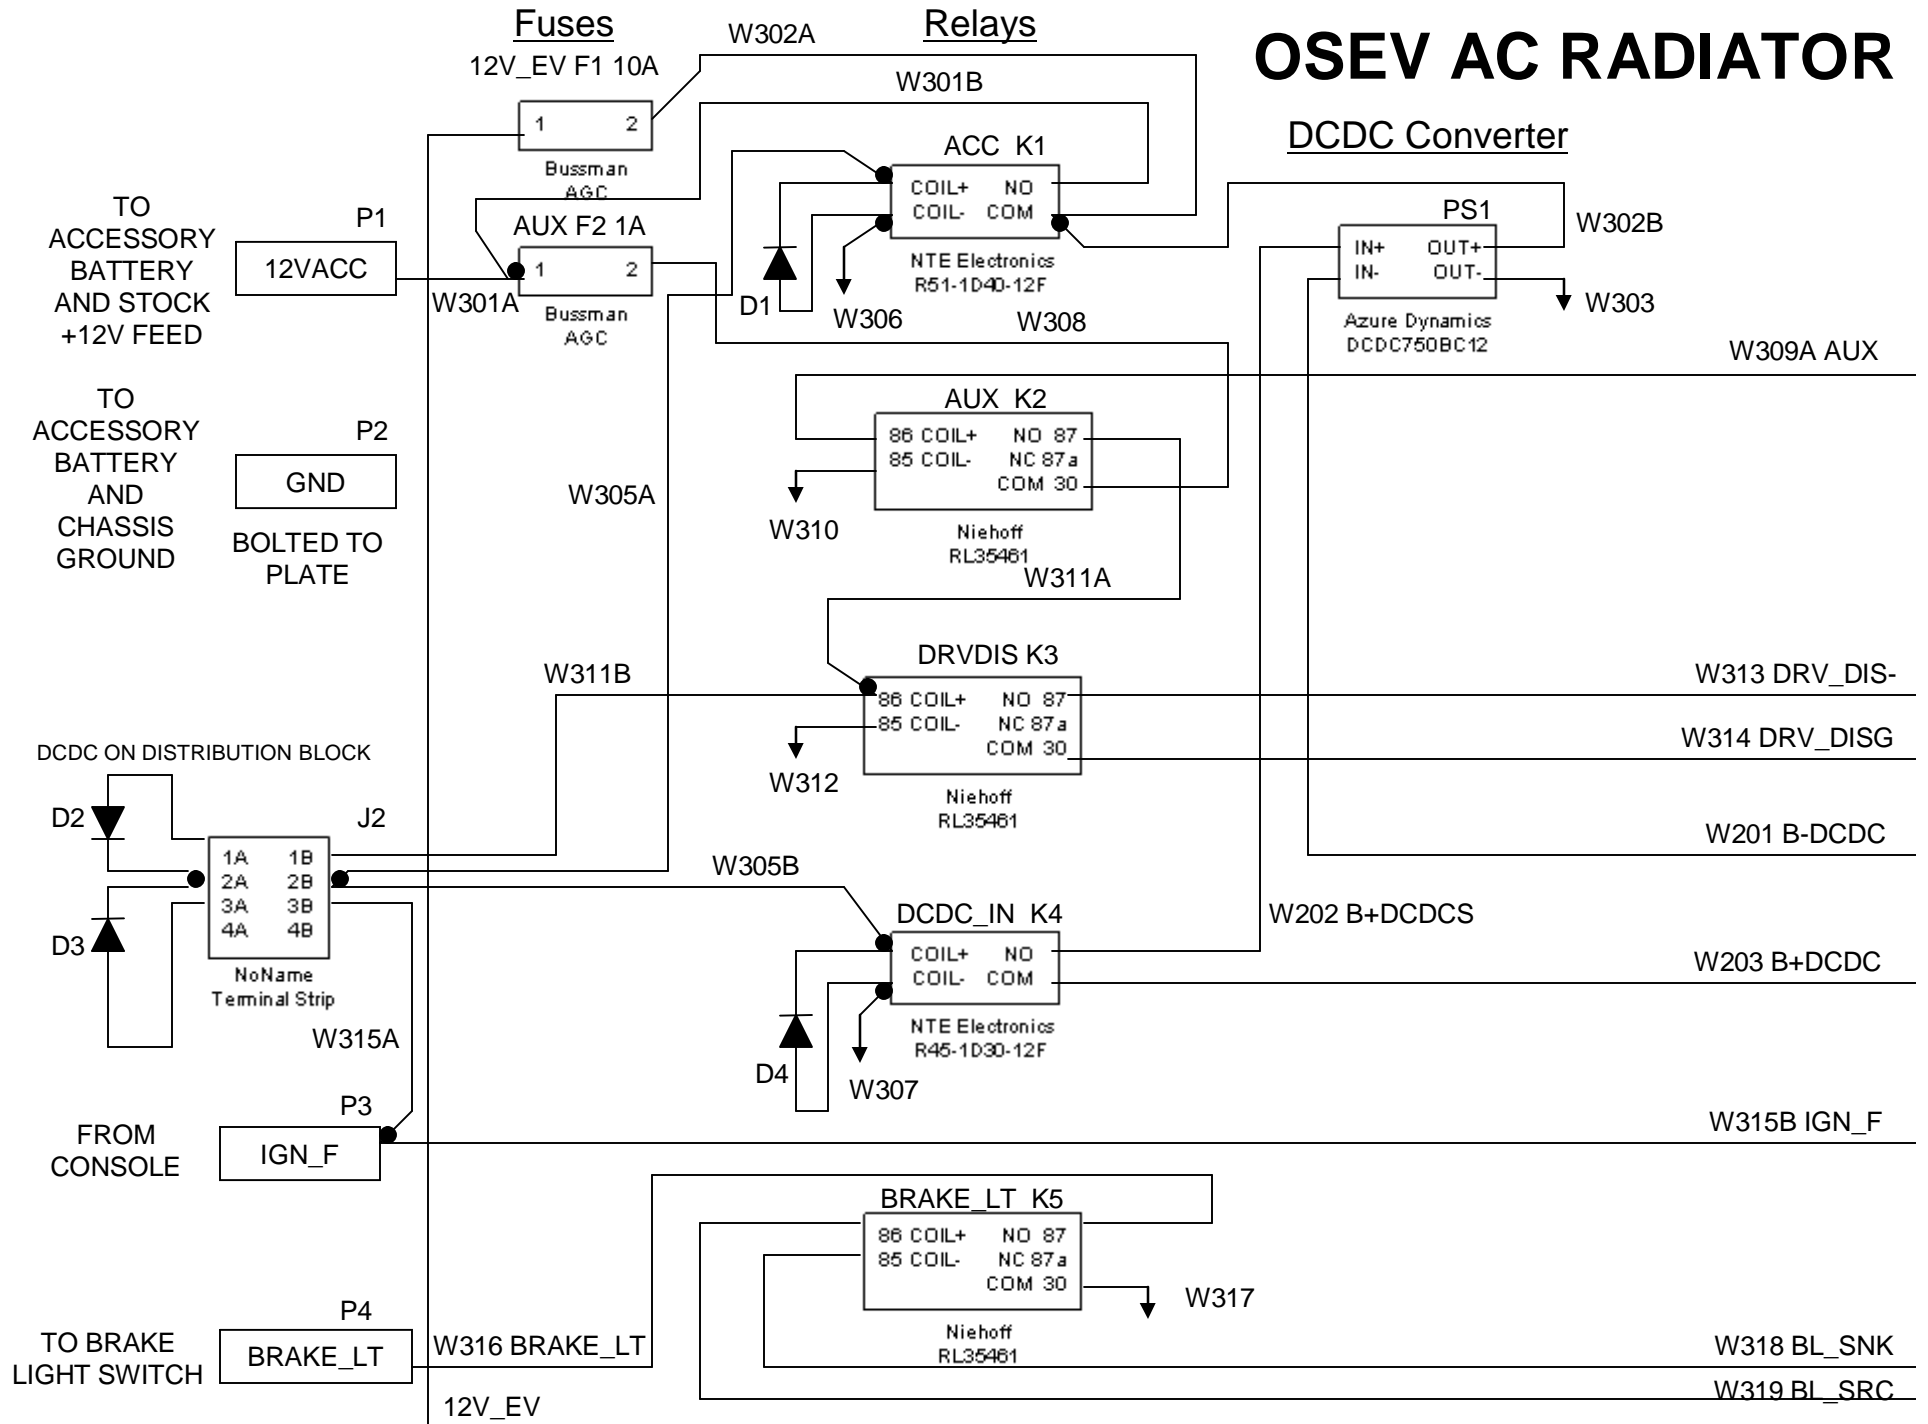 Fuses
Relays
OSEV AC RADIATOR
W302A
12V_EV F1 10A
W301B
1 2
Bussman
AGC
ACC K1
DCDC Converter
COIL+ NO
COIL- COM
NTE Electronics
R51-1D40-12F
TO
ACCESSORY
BATTERY
AND STOCK
+12V FEED
P1
12VACC
W301A
AUX F2 1A
1 2
Bussman
AGC
D1
W306
W308
PS1
IN+ OUT+
IN- OUT-
Azure Dynamics
DCDC750BC12
W302B
W303
W309A AUX
TO
ACCESSORY
BATTERY
AND
CHASSIS
GROUND
P2
GND
BOLTED TO
PLATE
W305A
AUX K2
86 COIL+ NO 87
85 COIL- NC 87a
COM 30
Niehoff
RL35461
W310
W311A
W311B
DRVDIS K3
86 COIL+ NO 87
85 COIL- NC 87a
COM 30
Niehoff
RL35461
W312
W313 DRV_DIS-
W314 DRV_DISG
DCDC ON DISTRIBUTION BLOCK
D2
J2
1A 1B
2A 2B
3A 3B
4A 4B
NoName
Terminal Strip
D3
W201 B-DCDC
W305B
DCDC_IN K4
COIL+ NO
COIL- COM
NTE Electronics
R45-1D30-12F
W202 B+DCDCS
W203 B+DCDC
W315A
D4
W307
FROM
CONSOLE
P3
IGN_F
W315B IGN_F
BRAKE_LT K5
86 COIL+ NO 87
85 COIL- NC 87a
COM 30
Niehoff
RL35461
W317
TO BRAKE
LIGHT SWITCH
P4
BRAKE_LT
W316 BRAKE_LT
W318 BL_SNK
W319 BL_SRC
12V_EV